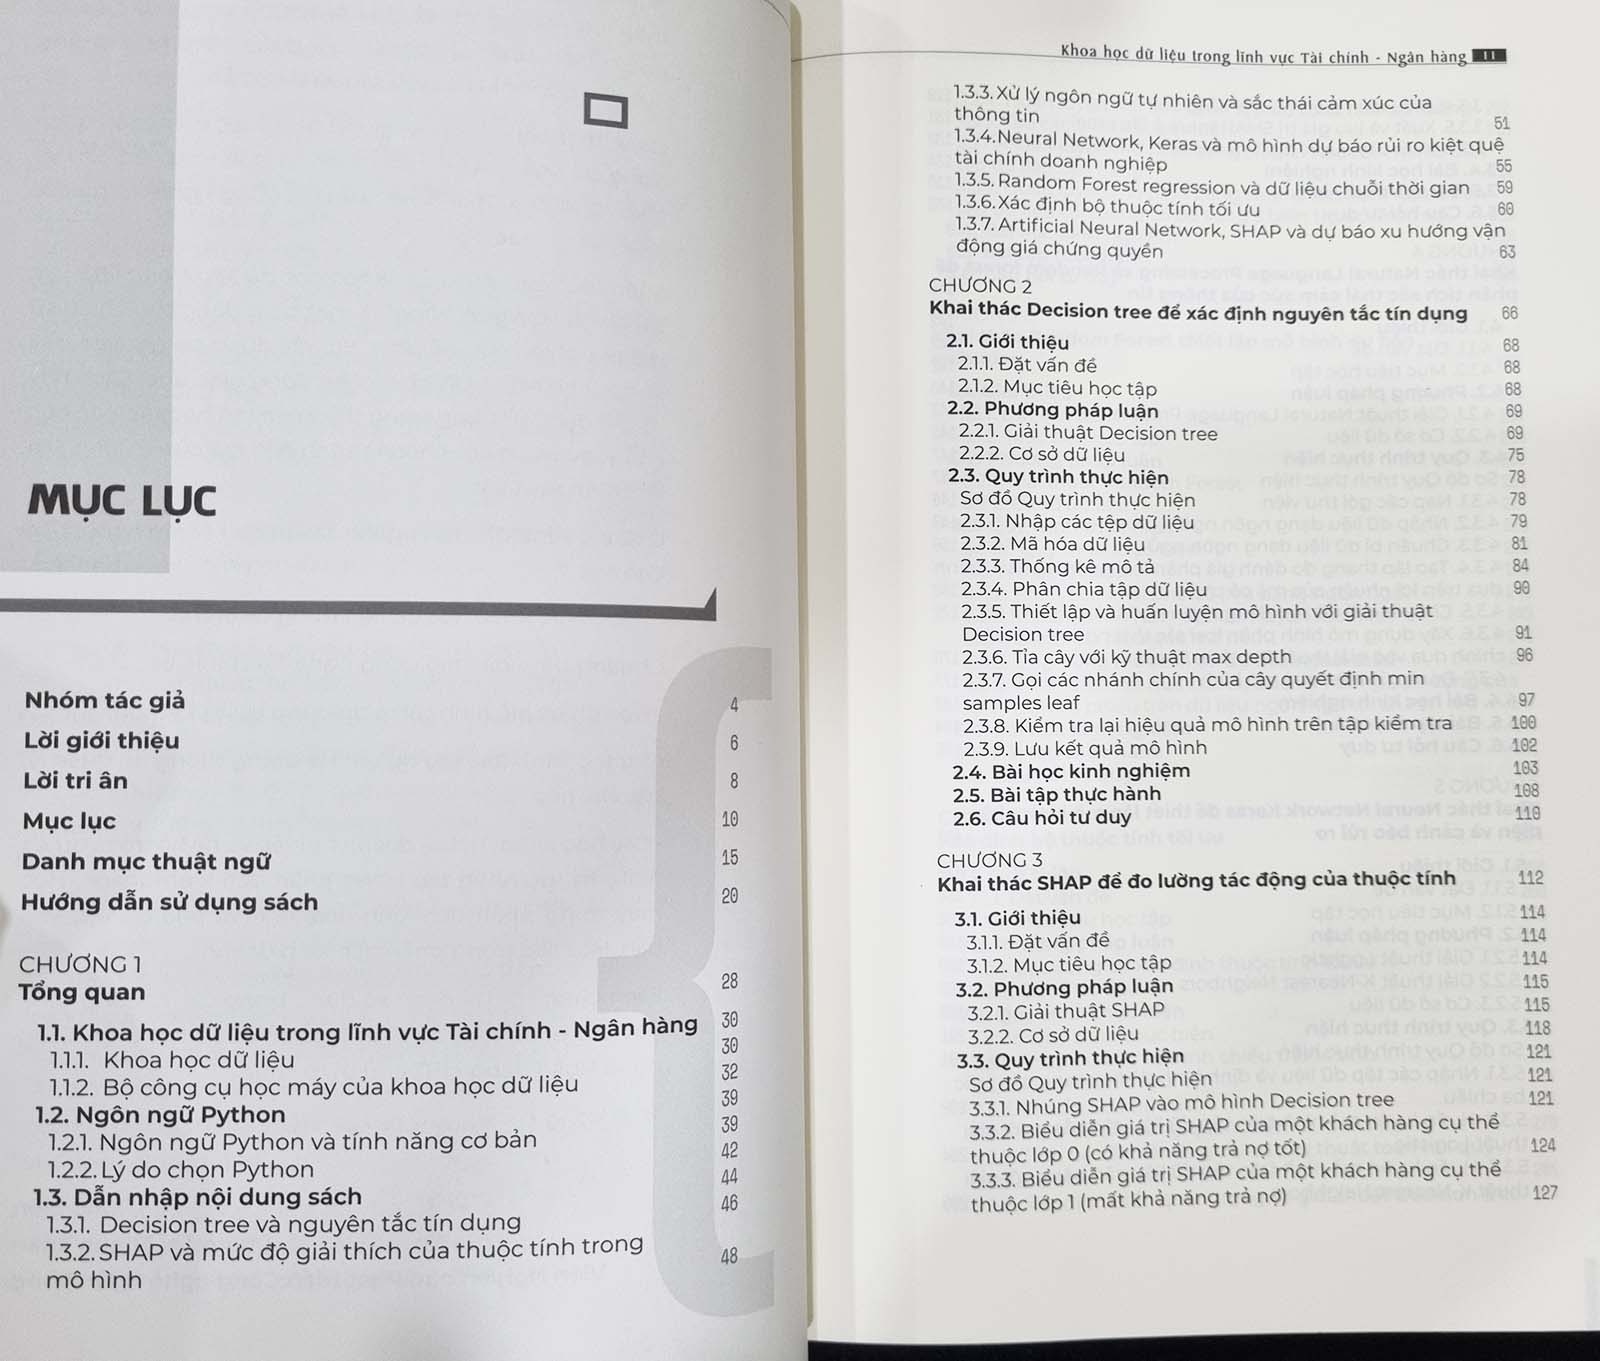 MỤC LỤC
Nhóm tác giả 4
Lời giới thiệu 6
Lời tri ân 8
Mục lục 10
Danh mục thuật ngữ 15
Hướng dẫn sử dụng sách 20
CHƯƠNG 1
Tổng quan 28
1.1. Khoa học dữ liệu trong lĩnh vực Tài chính - Ngân hàng 30
1.1.1. Khoa học dữ liệu 30
1.1.2. Bộ công cụ học máy của khoa học dữ liệu 32
1.2. Ngôn ngữ Python 39
1.2.1. Ngôn ngữ Python và tính năng cơ bản 39
1.2.2. Lý do chọn Python 42
1.3. Dẫn nhập nội dung sách 44
1.3.1. Decision tree và nguyên tắc tín dụng 46
1.3.2. SHAP và mức độ giải thích của thuộc tính trong
mô hình 48
Khoa học dữ liệu trong lĩnh vực Tài chính - Ngân hàng 11
1.3.3. Xử lý ngôn ngữ tự nhiên và sắc thái cảm xúc của
thông tin 51
1.3.4. Neural Network, Keras và mô hình dự báo rủi ro kiệt quệ
tài chính doanh nghiệp 55
1.3.5. Random Forest regression và dữ liệu chuỗi thời gian 59
1.3.6. Xác định bộ thuộc tính tối ưu 60
1.3.7. Artificial Neural Network, SHAP và dự báo xu hướng vận
động giá chứng quyền 63
CHƯƠNG 2
Khai thác Decision tree để xác định nguyên tắc tín dụng 66
2.1. Giới thiệu 68
2.1.1. Đặt vấn đề 68
2.1.2. Mục tiêu học tập 68
2.2. Phương pháp luận 69
2.2.1. Giải thuật Decision tree 69
2.2.2. Cơ sở dữ liệu 75
2.3. Quy trình thực hiện 78
Sơ đồ Quy trình thực hiện 78
2.3.1. Nhập các tệp dữ liệu 79
2.3.2. Mã hóa dữ liệu 81
2.3.3. Thống kê mô tả 84
2.3.4. Phân chia tập dữ liệu 90
2.3.5. Thiết lập và huấn luyện mô hình với giải thuật
Decision tree 91
2.3.6. Tỉa cây với kỹ thuật max depth 96
2.3.7. Gọi các nhánh chính của cây quyết định min
samples leaf 97
2.3.8. Kiểm tra lại hiệu quả mô hình trên tập kiểm tra 100
2.3.9. Lưu kết quả mô hình 102
2.4. Bài học kinh nghiệm 103
2.5. Bài tập thực hành 108
2.6. Câu hỏi tư duy 110
CHƯƠNG 3
Khai thác SHAP để đo lường tác động của thuộc tính 112
3.1. Giới thiệu 114
3.1.1. Đặt vấn đề 114
3.1.2. Mục tiêu học tập 114
3.2. Phương pháp luận 115
3.2.1. Giải thuật SHAP 115
3.2.2. Cơ sở dữ liệu 118
3.3. Quy trình thực hiện 121
Sơ đồ Quy trình thực hiện 121
3.3.1. Nhúng SHAP vào mô hình Decision tree 121
3.3.2. Biểu diễn giá trị SHAP của một khách hàng cụ thể
thuộc lớp 0 (có khả năng trả nợ tốt) 124
3.3.3. Biểu diễn giá trị SHAP của một khách hàng cụ thể
thuộc lớp 1 (mất khả năng trả nợ) 127